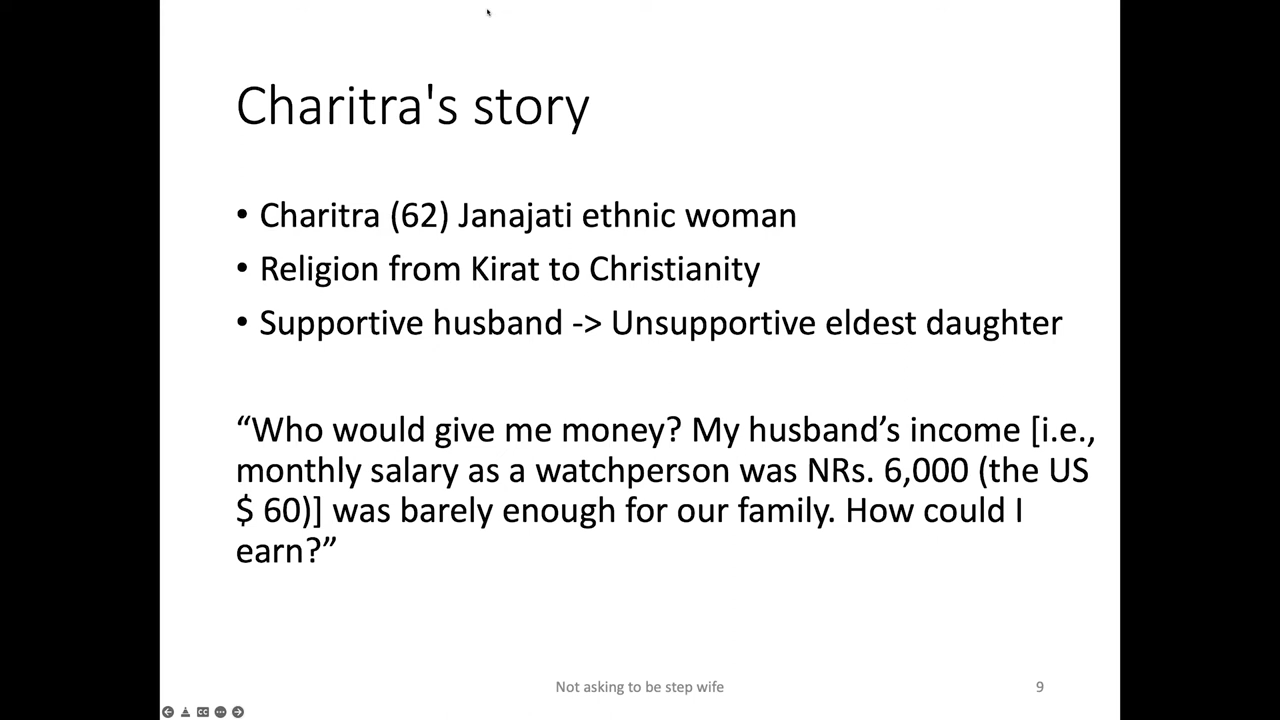 Charitra's story
• Charitra (62) Janajati ethnic woman
• Religion from Kirat to Christianity
• Supportive husband -> Unsupportive eldest daughter
“Who would give me money? My husband’s income [i.e.,
monthly salary as a watchperson was NRs. 6,000 (the US
$ 60)] was barely enough for our family. How could I
earn?”
Not asking to be step wife
9